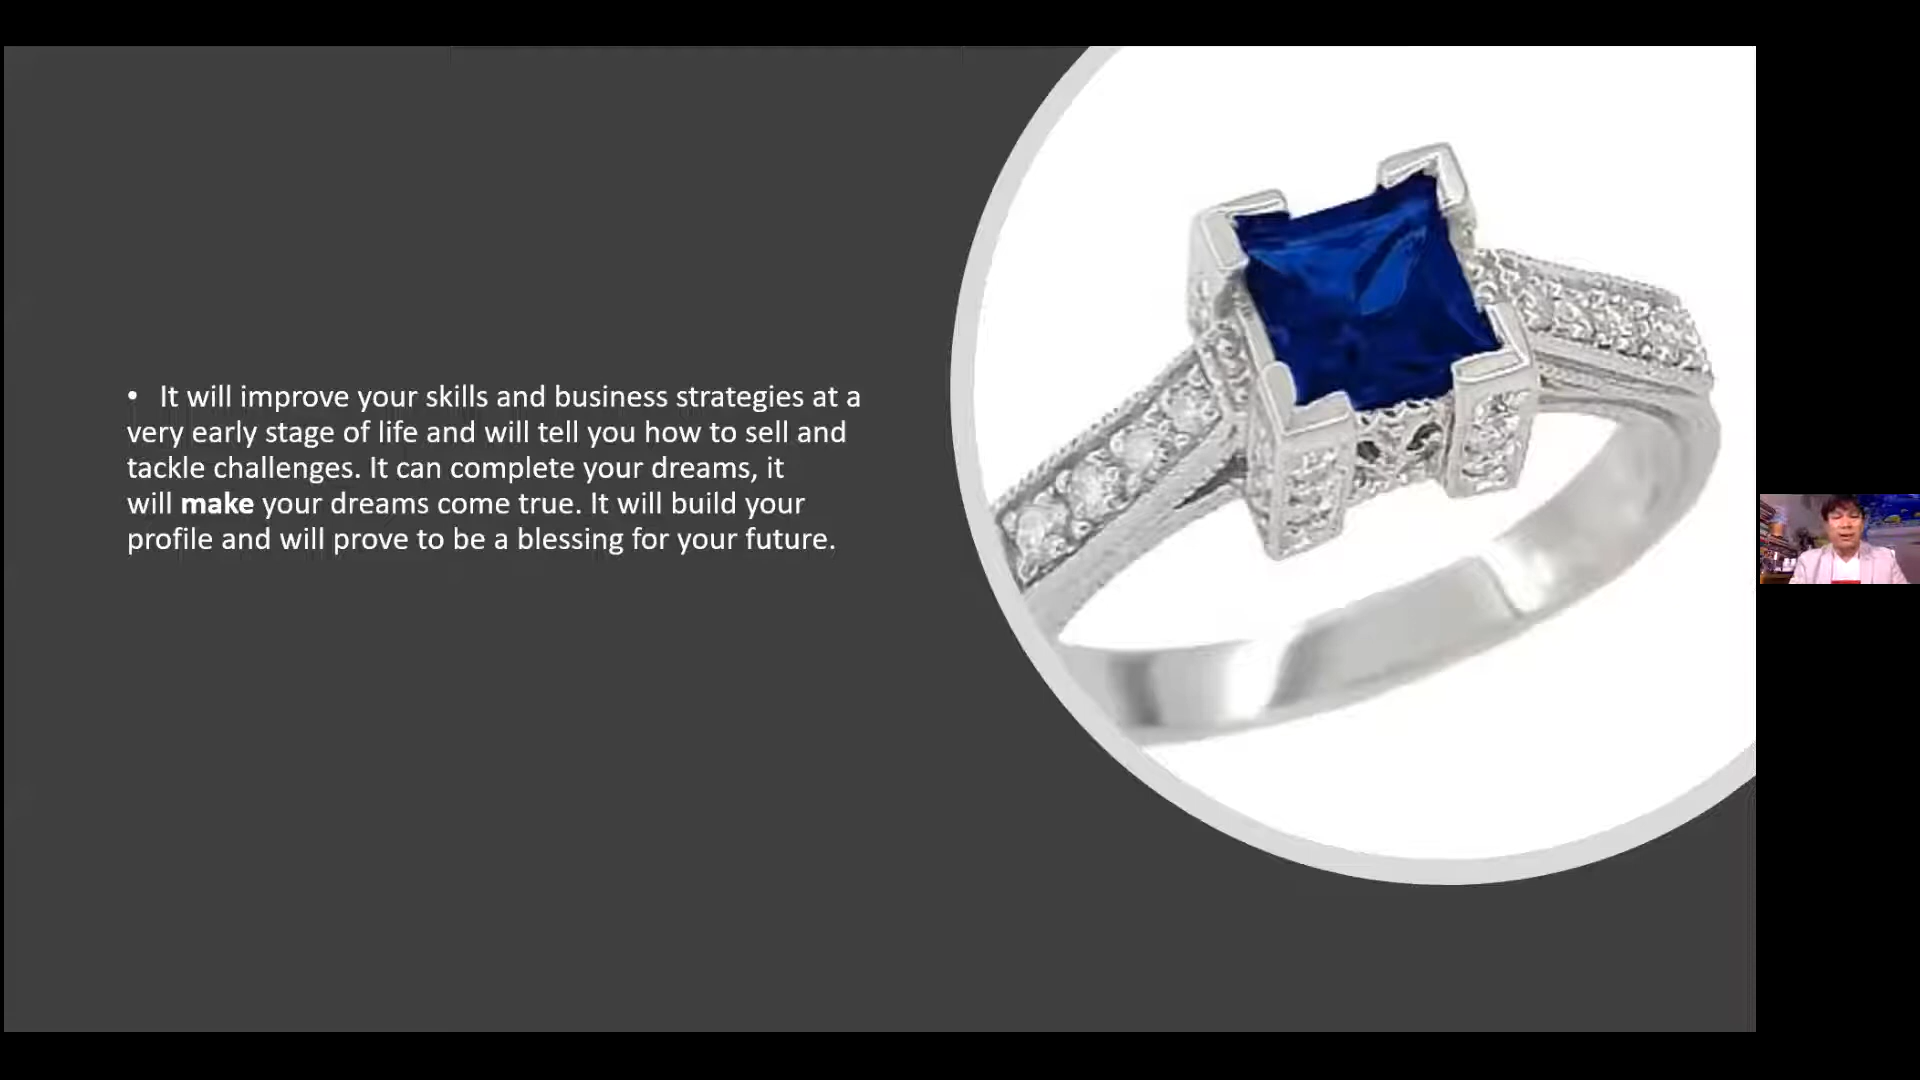 • It will improve your skills and business strategies at a
very early stage of life and will tell you how to sell and
tackle challenges. It can complete your dreams, it
will make your dreams come true. It will build your
profile and will prove to be a blessing for your future.